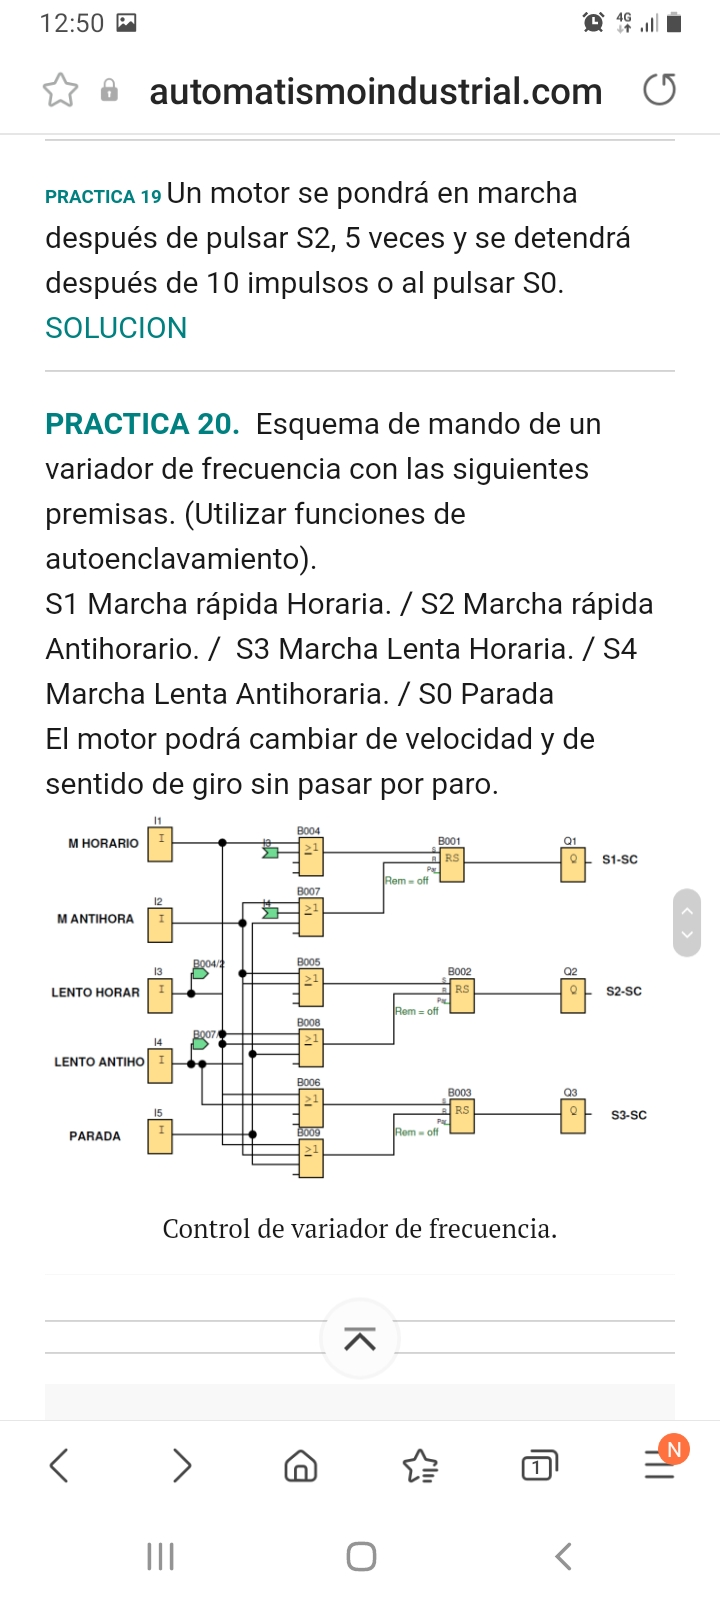 12:50
4G
automatismoindustrial.com
PRACTICA 19 Un motor se pondrá en marcha
después de pulsar S2, 5 veces y se detendrá
después de 10 impulsos o al pulsar S0.
SOLUCION
PRACTICA 20. Esquema de mando de un
variador de frecuencia con las siguientes
premisas. (Utilizar funciones de
autoenclavamiento).
S1 Marcha rápida Horaria. / S2 Marcha rápida
Antihorario. / S3 Marcha Lenta Horaria. / S4
Marcha Lenta Antihoraria. / S0 Parada
El motor podrá cambiar de velocidad y de
sentido de giro sin pasar por paro.
I1
M HORARIO
I
I3
B004
≥1
B001
S
R
Par
RS
Rem = off
Q1
Q
S1-SC
I2
M ANTIHORA
I
I4
B007
≥1
I3
LENTO HORAR
I
B004/2
B005
≥1
B002
S
R
Par
RS
Rem = off
Q2
Q
S2-SC
I4
LENTO ANTIHO
I
B007/
B008
≥1
I5
PARADA
I
B006
≥1
B003
S
R
Par
RS
Rem = off
Q3
Q
S3-SC
B009
≥1
Control de variador de frecuencia.
1
N